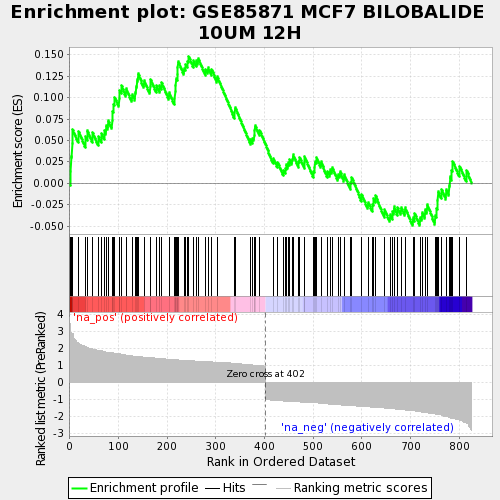 Enrichment plot: GSE85871 MCF7 BILOBALIDE
10UM 12H
Enrichment score (ES)
0.150
0.125
0.100
0.075
0.050
0.025
0.000
-0.025
-0.050
'na_pos' (positively correlated)
Ranked list metric (PreRanked)
4
3
2
1
0
-1
-2
-3
Zero cross at 402
'na_neg' (negatively correlated)
0 100 200 300 400 500 600 700 800
Rank in Ordered Dataset
Enrichment profile Hits Ranking metric scores